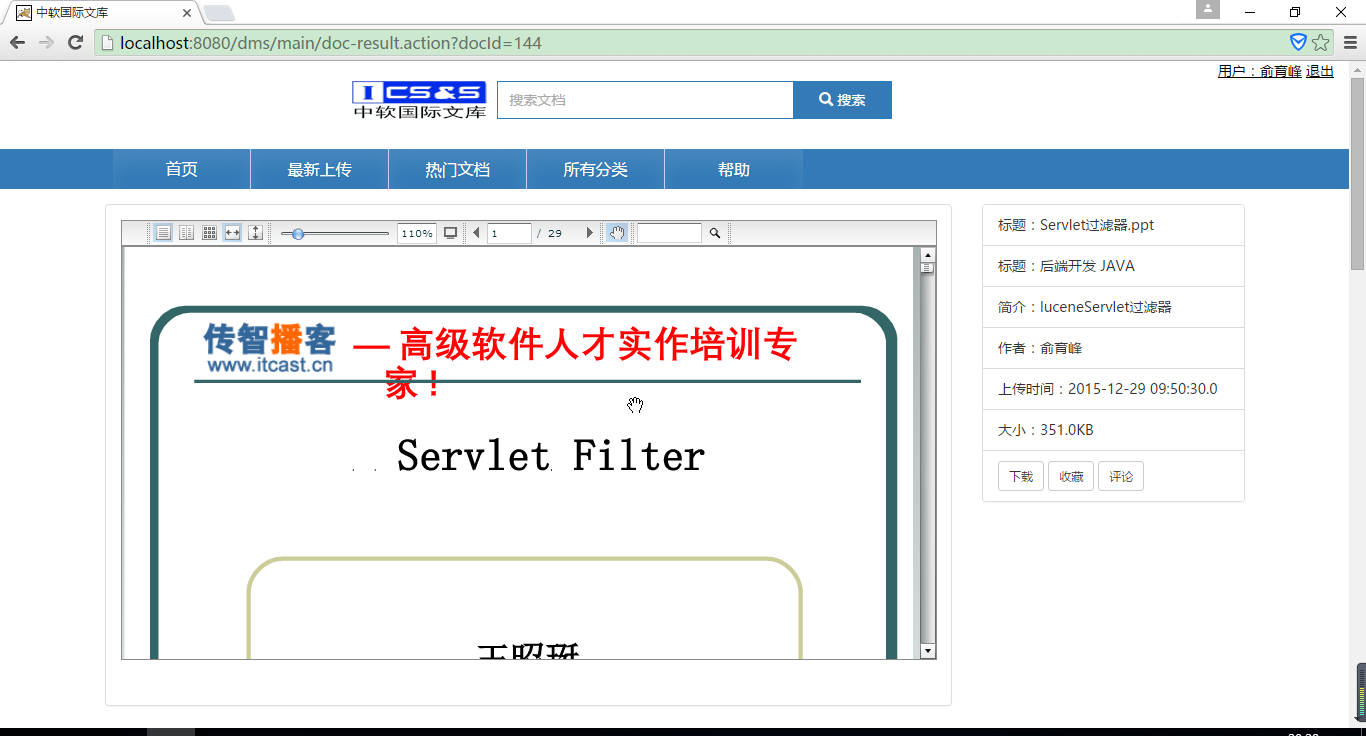 中软国际文库
localhost:8080/dms/main/doc-result.action?docId=144
用户：俞育峰 退出
ICS&S
中软国际文库
搜索文档
搜索
首页 最新上传 热门文档 所有分类 帮助
110% 1 / 29
传智播客
www.itcast.cn
— 高级软件人才实作培训专
家！
Servlet Filter
标题：Servlet过滤器.ppt
标题：后端开发 JAVA
简介：luceneServlet过滤器
作者：俞育峰
上传时间：2015-12-29 09:50:30.0
大小：351.0KB
下载 收藏 评论